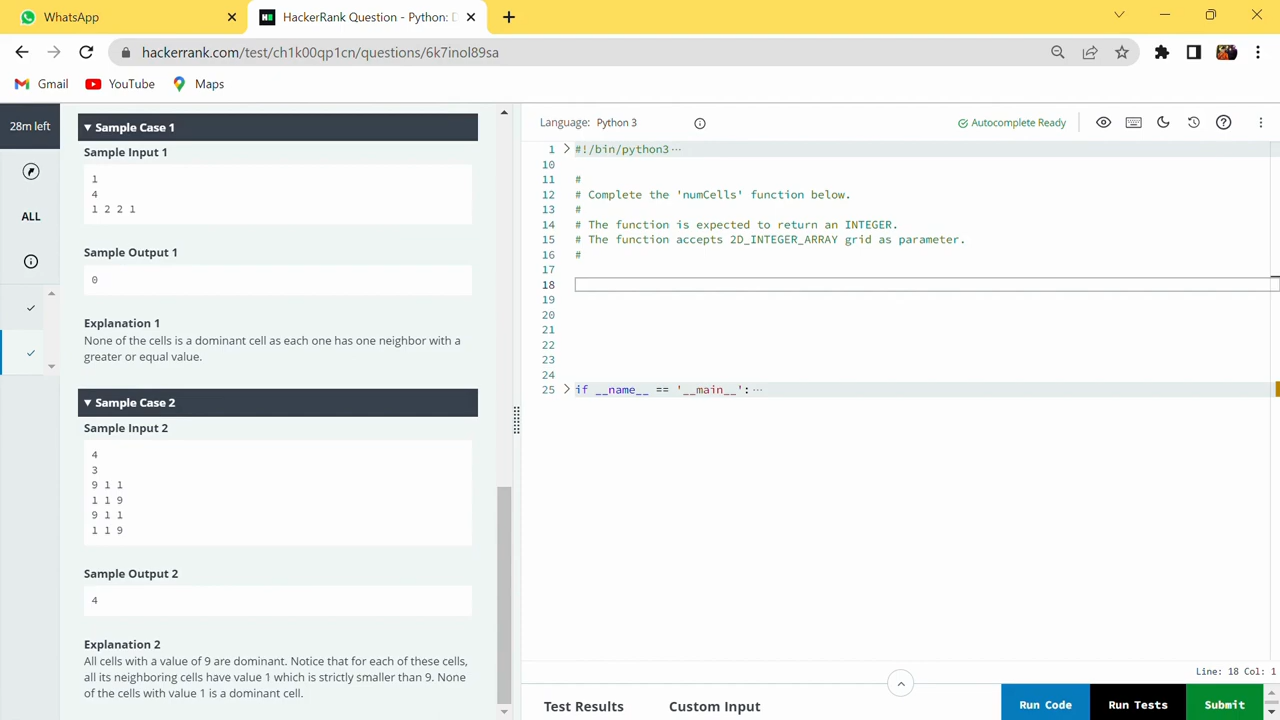 WhatsApp
HackerRank Question - Python: D
hackerrank.com/test/ch1k00qp1cn/questions/6k7inol89sa
Gmail YouTube Maps
28m left
ALL
Sample Case 1
Sample Input 1
1
4
1 2 2 1
Sample Output 1
0
Explanation 1
None of the cells is a dominant cell as each one has one neighbor with a
greater or equal value.
Sample Case 2
Sample Input 2
4
3
9 1 1
1 1 9
9 1 1
1 1 9
Sample Output 2
4
Explanation 2
All cells with a value of 9 are dominant. Notice that for each of these cells,
all its neighboring cells have value 1 which is strictly smaller than 9. None
of the cells with value 1 is a dominant cell.
Language: Python 3
Autocomplete Ready
1 #!/bin/python3 ···
10
11 #
12 # Complete the 'numCells' function below.
13 #
14 # The function is expected to return an INTEGER.
15 # The function accepts 2D_INTEGER_ARRAY grid as parameter.
16 #
17
18
19
20
21
22
23
24
25 if __name__ == '__main__': ···
Line: 18 Col: 1
Test Results Custom Input
Run Code Run Tests Submit